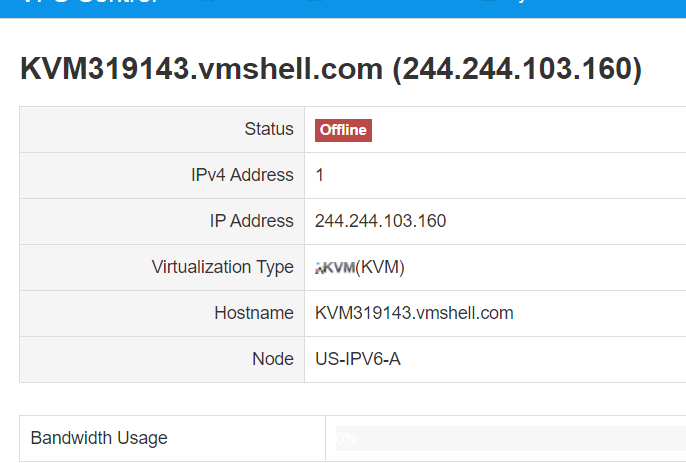 KVM319143.vmshell.com (244.244.103.160)
Status Offline
IPv4 Address 1
IP Address 244.244.103.160
Virtualization Type KVM(KVM)
Hostname KVM319143.vmshell.com
Node US-IPV6-A
Bandwidth Usage 0%